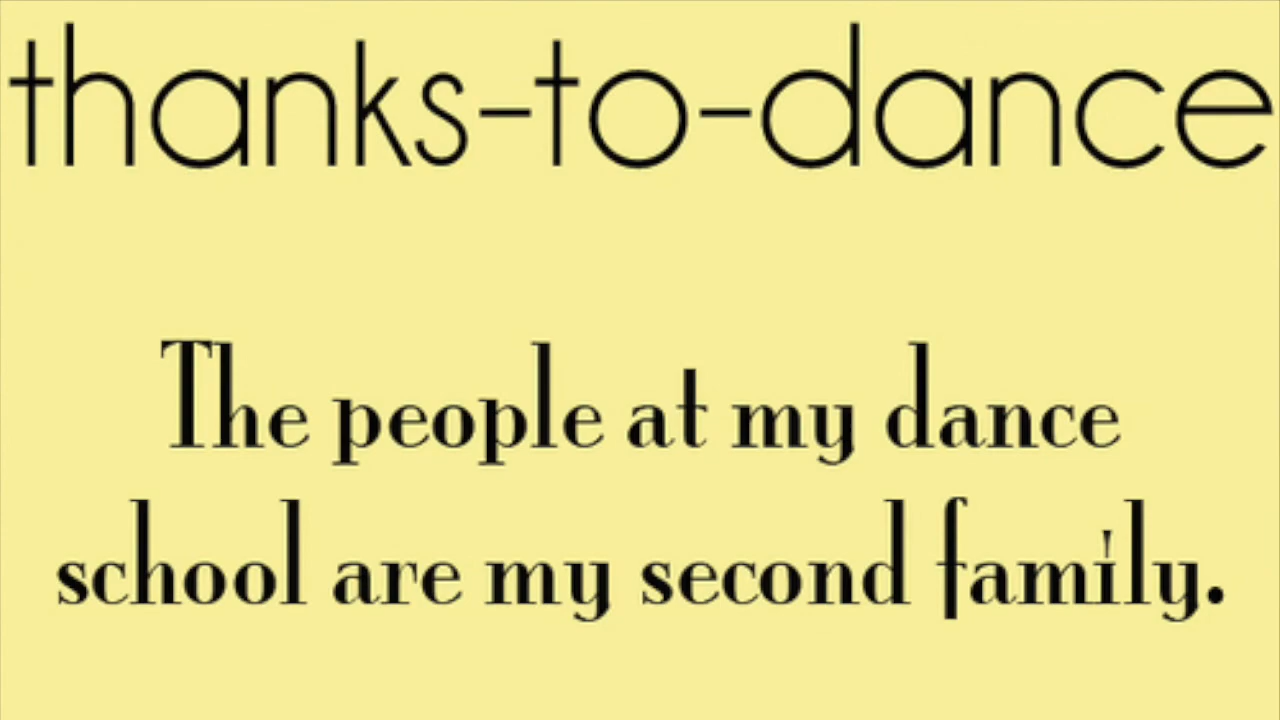 thanks-to-dance
The people at my dance
school are my second family.